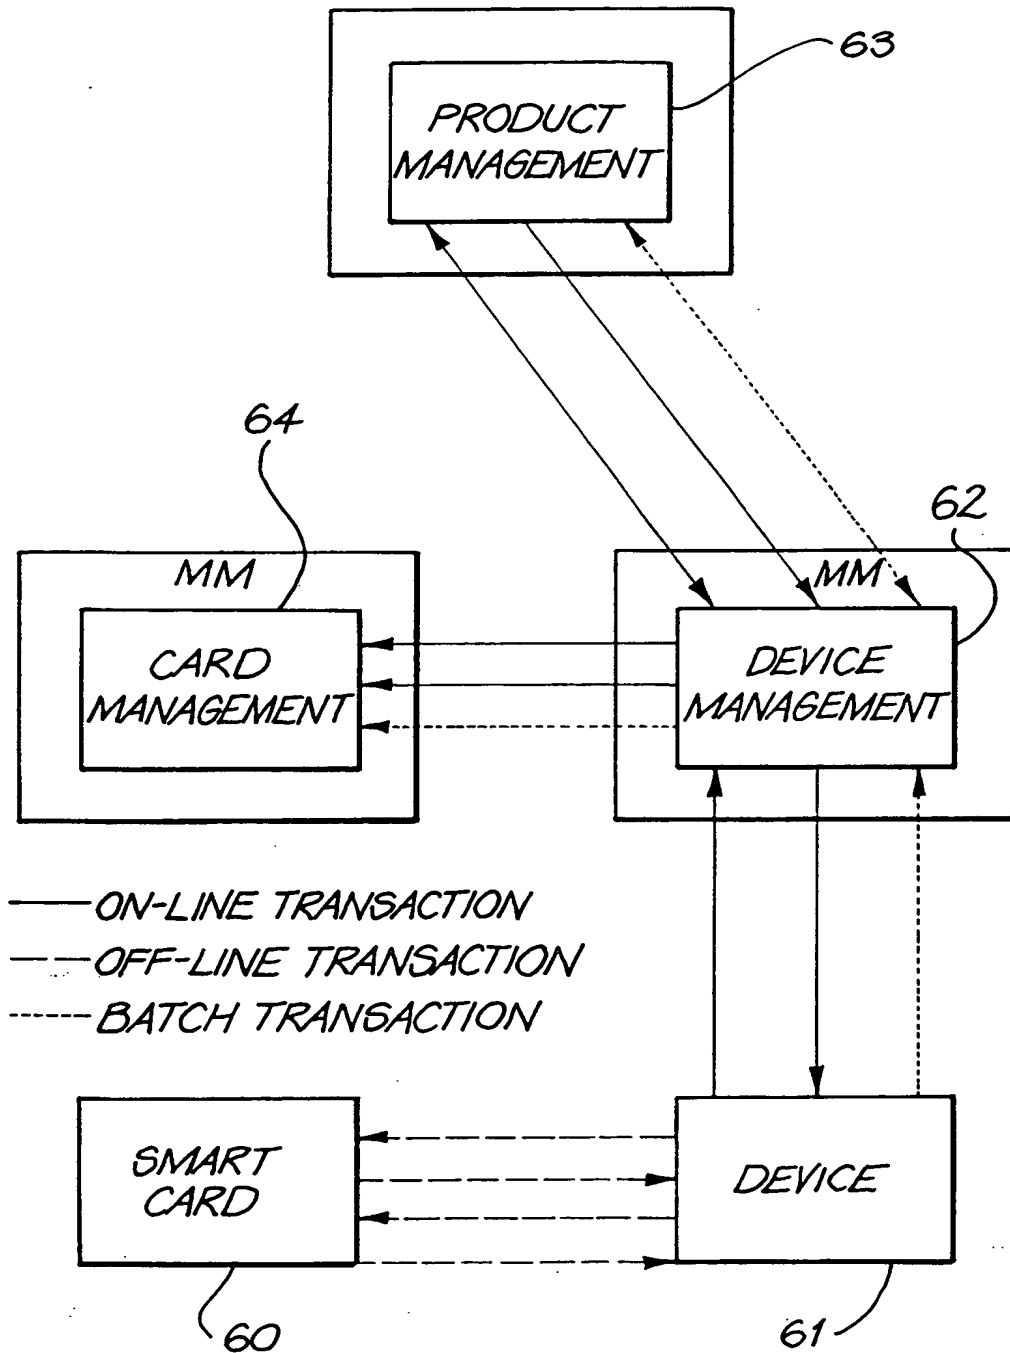 63
PRODUCT
MANAGEMENT
64
62
MM
MM
CARD
MANAGEMENT
DEVICE
MANAGEMENT
ON-LINE TRANSACTION
OFF-LINE TRANSACTION
BATCH TRANSACTION
SMART
CARD
DEVICE
60
61